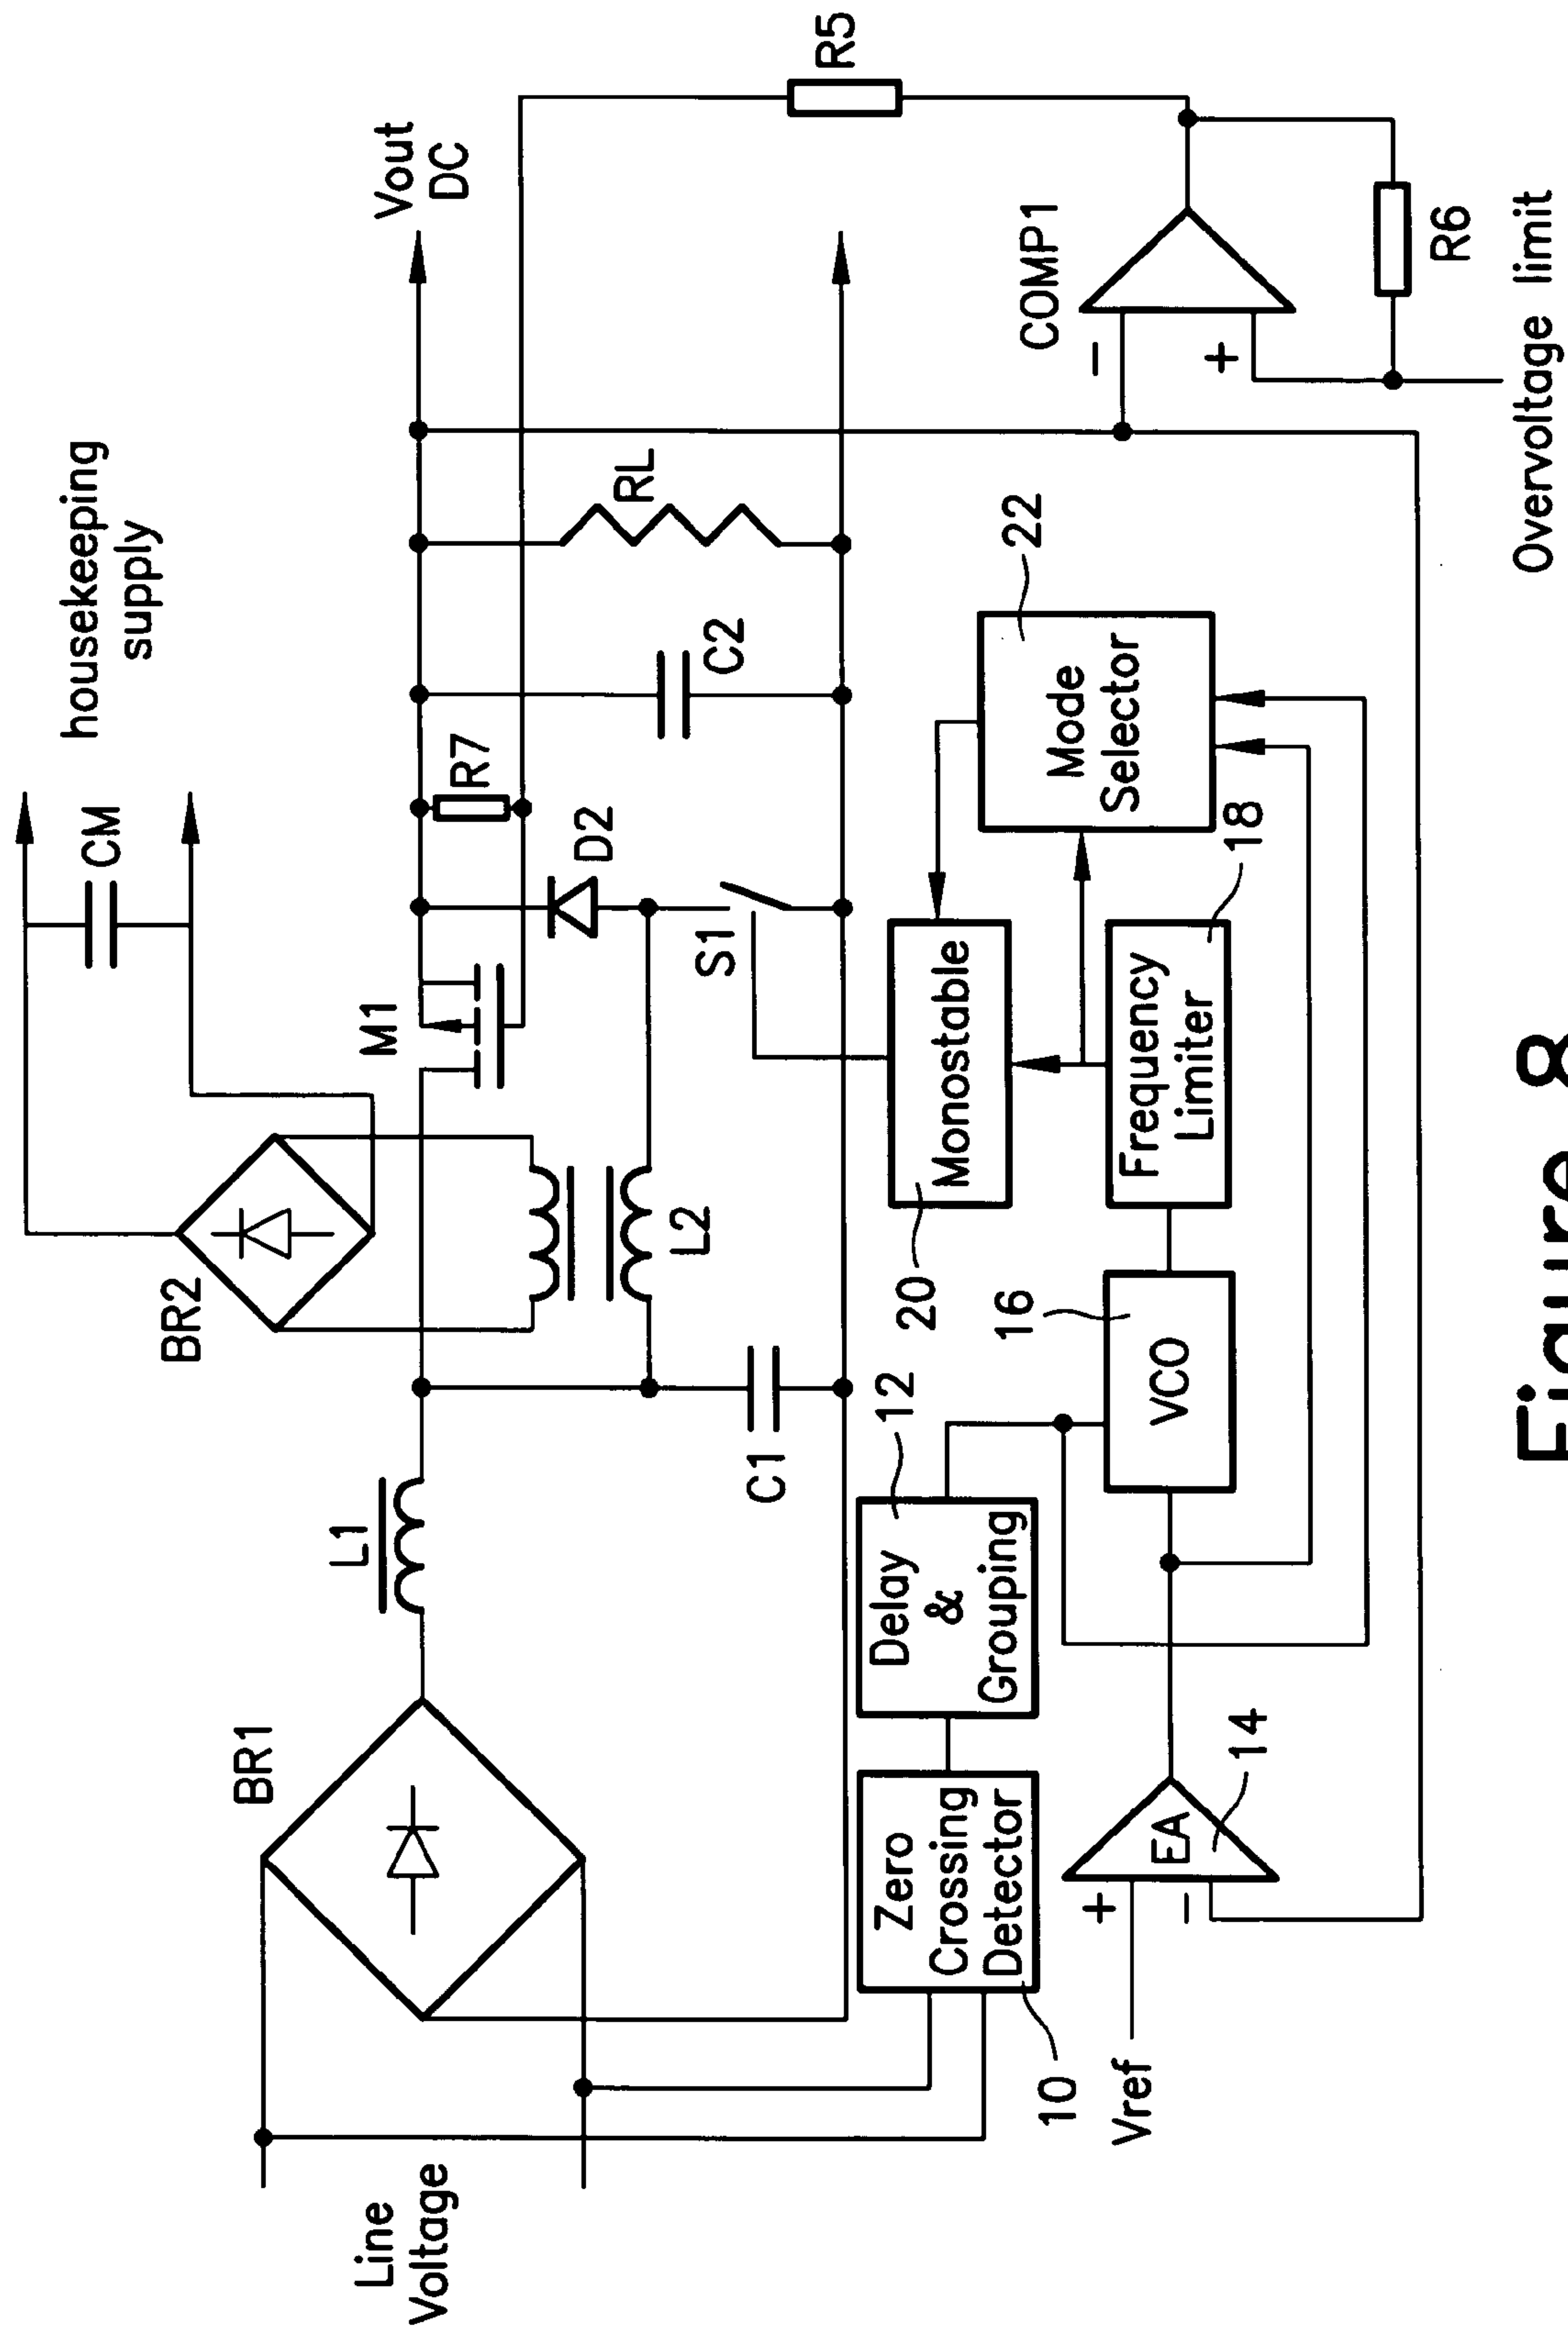 housekeeping
supply
BR2
CM
BR1
L1
M1
Vout
DC
R7
D2
L2
C2
RL
S1
C1
R5
Line
Voltage
Zero
Crossing
Detector
10
Delay
&
Grouping
12
Monostable
20
Mode
Selector
22
COMP1
-
+
R6
Overvoltage limit
Vref
+
-
EA
14
VCO
16
Frequency
Limiter
18
Figure 8